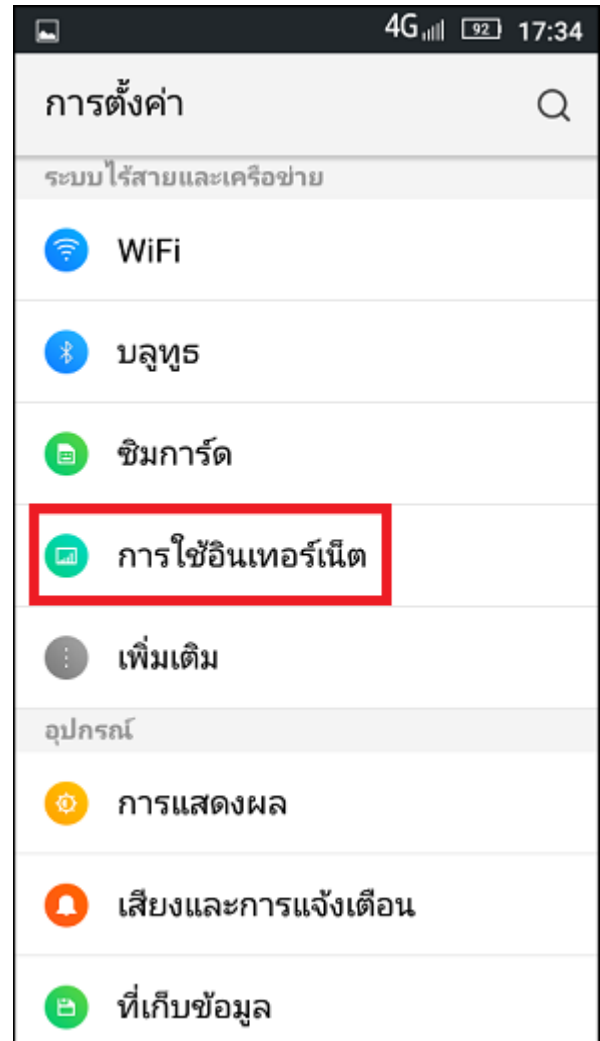 4G 92 17:34
การตั้งค่า
ระบบไร้สายและเครือข่าย
WiFi
บลูทูธ
ซิมการ์ด
การใช้อินเทอร์เน็ต
เพิ่มเติม
อุปกรณ์
การแสดงผล
เสียงและการแจ้งเตือน
ที่เก็บข้อมูล